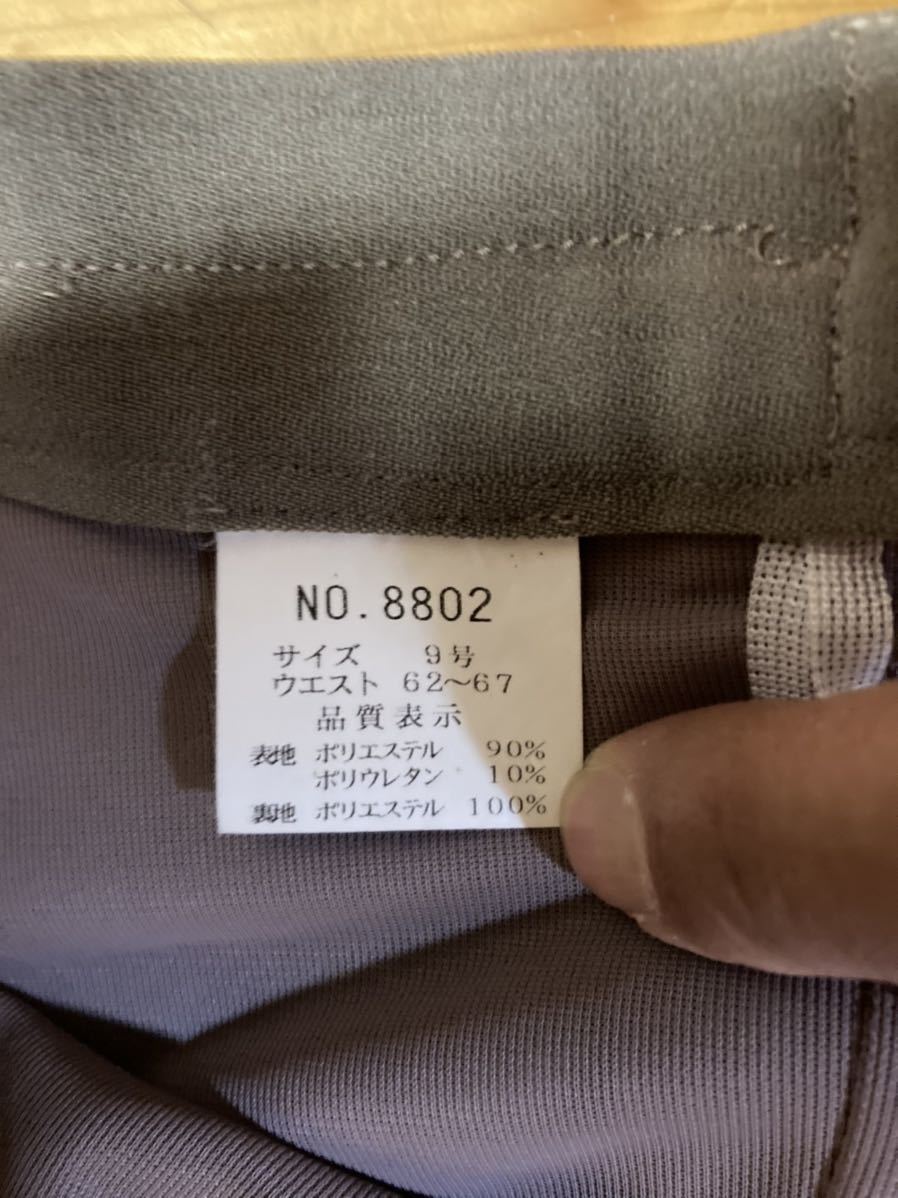 NO.8802
サイズ 9号
ウエスト 62〜67
品質表示
表地 ポリエステル 90%
ポリウレタン 10%
裏地 ポリエステル 100%